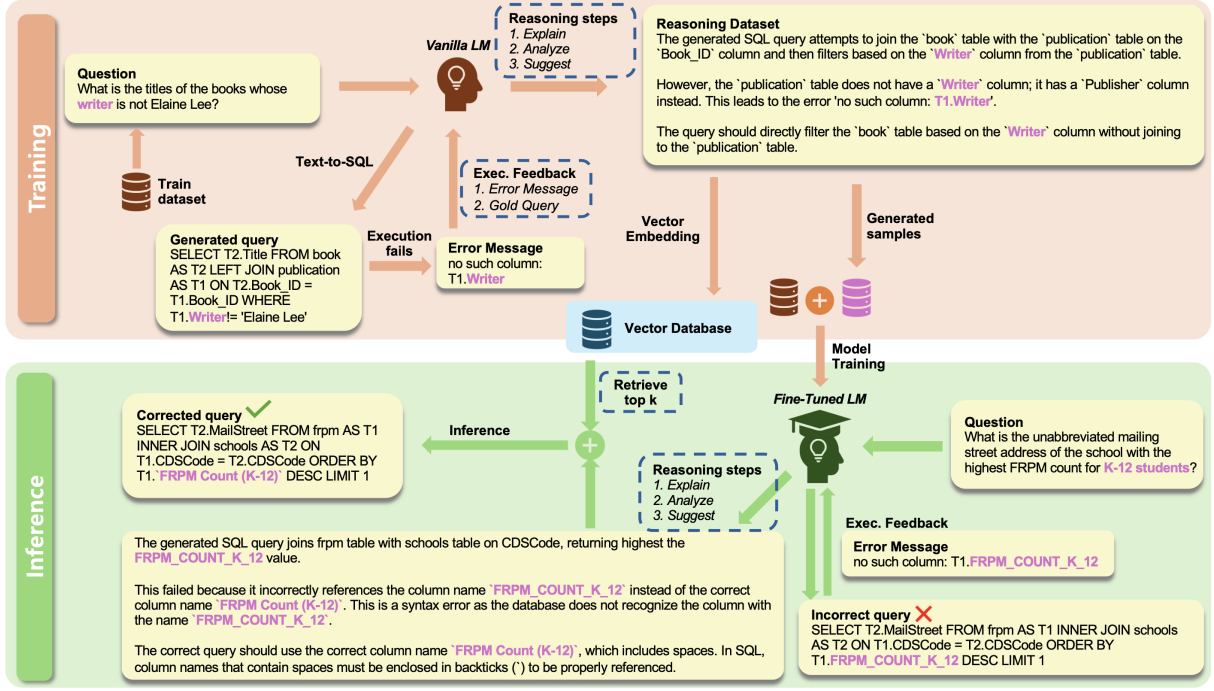 Training
Question
What is the titles of the books whose
writer is not Elaine Lee?
Train
dataset
Vanilla LM
Text-to-SQL
Generated query
SELECT T2.Title FROM book
AS T2 LEFT JOIN publication
AS T1 ON T2.Book_ID =
T1.Book_ID WHERE
T1.Writer!= 'Elaine Lee'
Execution
fails
Error Message
no such column:
T1.Writer
Exec. Feedback
1. Error Message
2. Gold Query
Reasoning steps
1. Explain
2. Analyze
3. Suggest
Reasoning Dataset
The generated SQL query attempts to join the `book` table with the `publication` table on the
`Book_ID` column and then filters based on the `Writer` column from the `publication` table.
However, the `publication` table does not have a `Writer` column; it has a `Publisher` column
instead. This leads to the error 'no such column: T1.Writer'.
The query should directly filter the `book` table based on the `Writer` column without joining
to the `publication` table.
Vector
Embedding
Generated
samples
Vector Database
Model
Training
Inference
Fine-Tuned LM
Question
What is the unabbreviated mailing
street address of the school with the
highest FRPM count for K-12 students?
Exec. Feedback
Error Message
no such column: T1.FRPM_COUNT_K_12
Incorrect query
SELECT T2.MailStreet FROM frpm AS T1 INNER JOIN schools
AS T2 ON T1.CDSCode = T2.CDSCode ORDER BY
T1.FRPM_COUNT_K_12 DESC LIMIT 1
Reasoning steps
1. Explain
2. Analyze
3. Suggest
The generated SQL query joins frpm table with schools table on CDSCode, returning highest the
FRPM_COUNT_K_12 value.
This failed because it incorrectly references the column name `FRPM_COUNT_K_12` instead of the correct
column name `FRPM Count (K-12)`. This is a syntax error as the database does not recognize the column with
the name `FRPM_COUNT_K_12`.
The correct query should use the correct column name `FRPM Count (K-12)`, which includes spaces. In SQL,
column names that contain spaces must be enclosed in backticks (`) to be properly referenced.
Retrieve
top k
Inference
Corrected query
SELECT T2.MailStreet FROM frpm AS T1
INNER JOIN schools AS T2 ON
T1.CDSCode = T2.CDSCode ORDER BY
T1.`FRPM Count (K-12)` DESC LIMIT 1